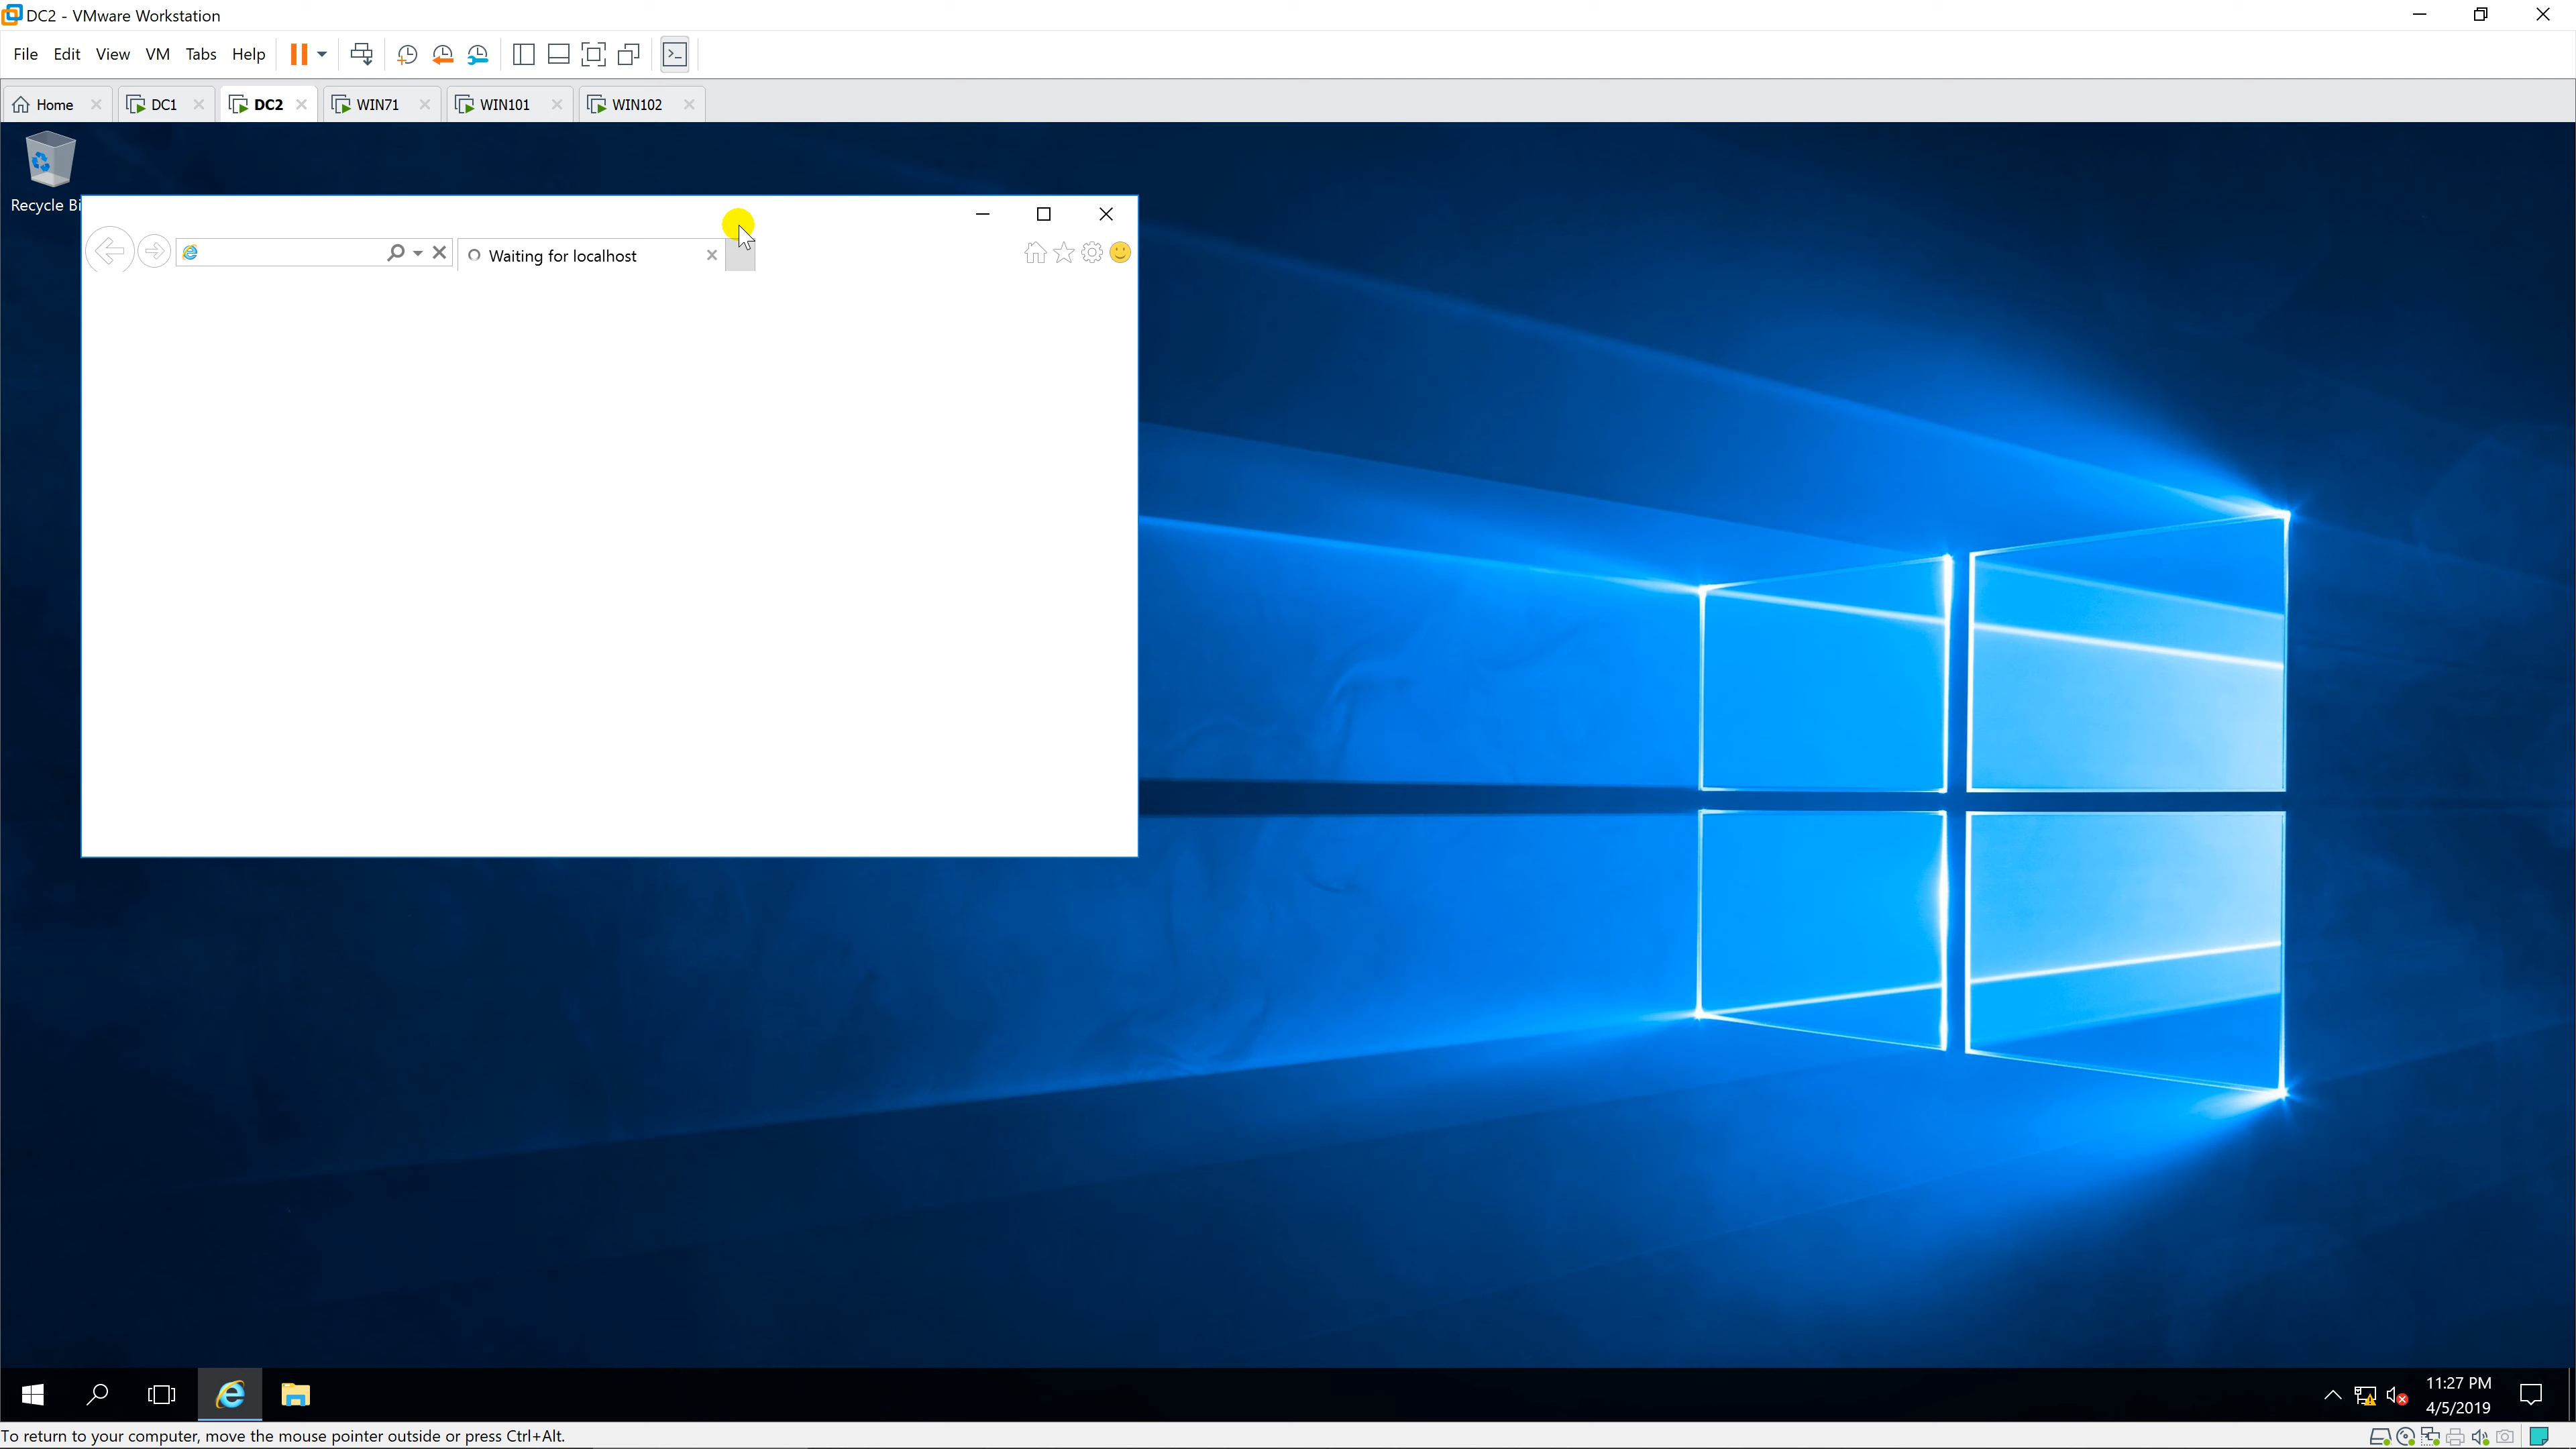 DC2 - VMware Workstation
File Edit View VM Tabs Help
Home DC1 DC2 WIN71 WIN101 WIN102
Recycle Bi
Waiting for localhost
11:27 PM
4/5/2019
To return to your computer, move the mouse pointer outside or press Ctrl+Alt.